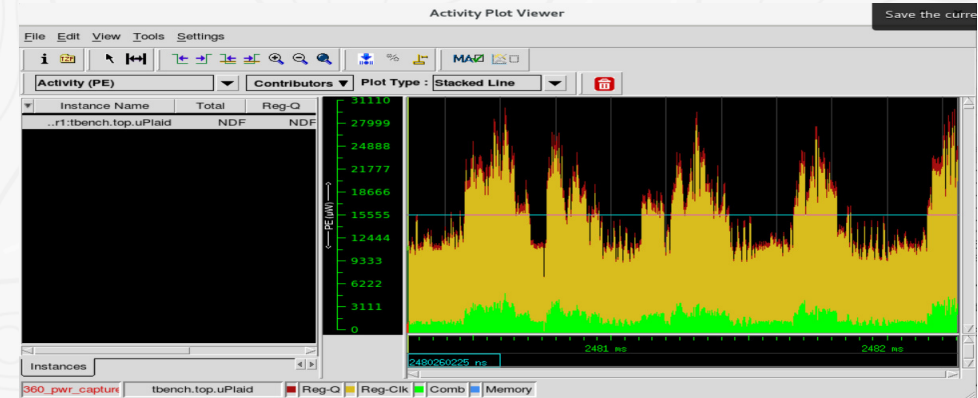 Activity Plot Viewer
Save the curre
File Edit View Tools Settings
Activity (PE) Contributors Plot Type : Stacked Line
Instance Name Total Reg-Q
..r1:tbench.top.uPlaid NDF NDF
PE (uW)
31110
27999
24888
21777
18666
15555
12444
9333
6222
3111
0
2481 ms 2482 ms
2480260225 ns
Instances
360_pwr_capture tbench.top.uPlaid Reg-Q Reg-Clk Comb Memory